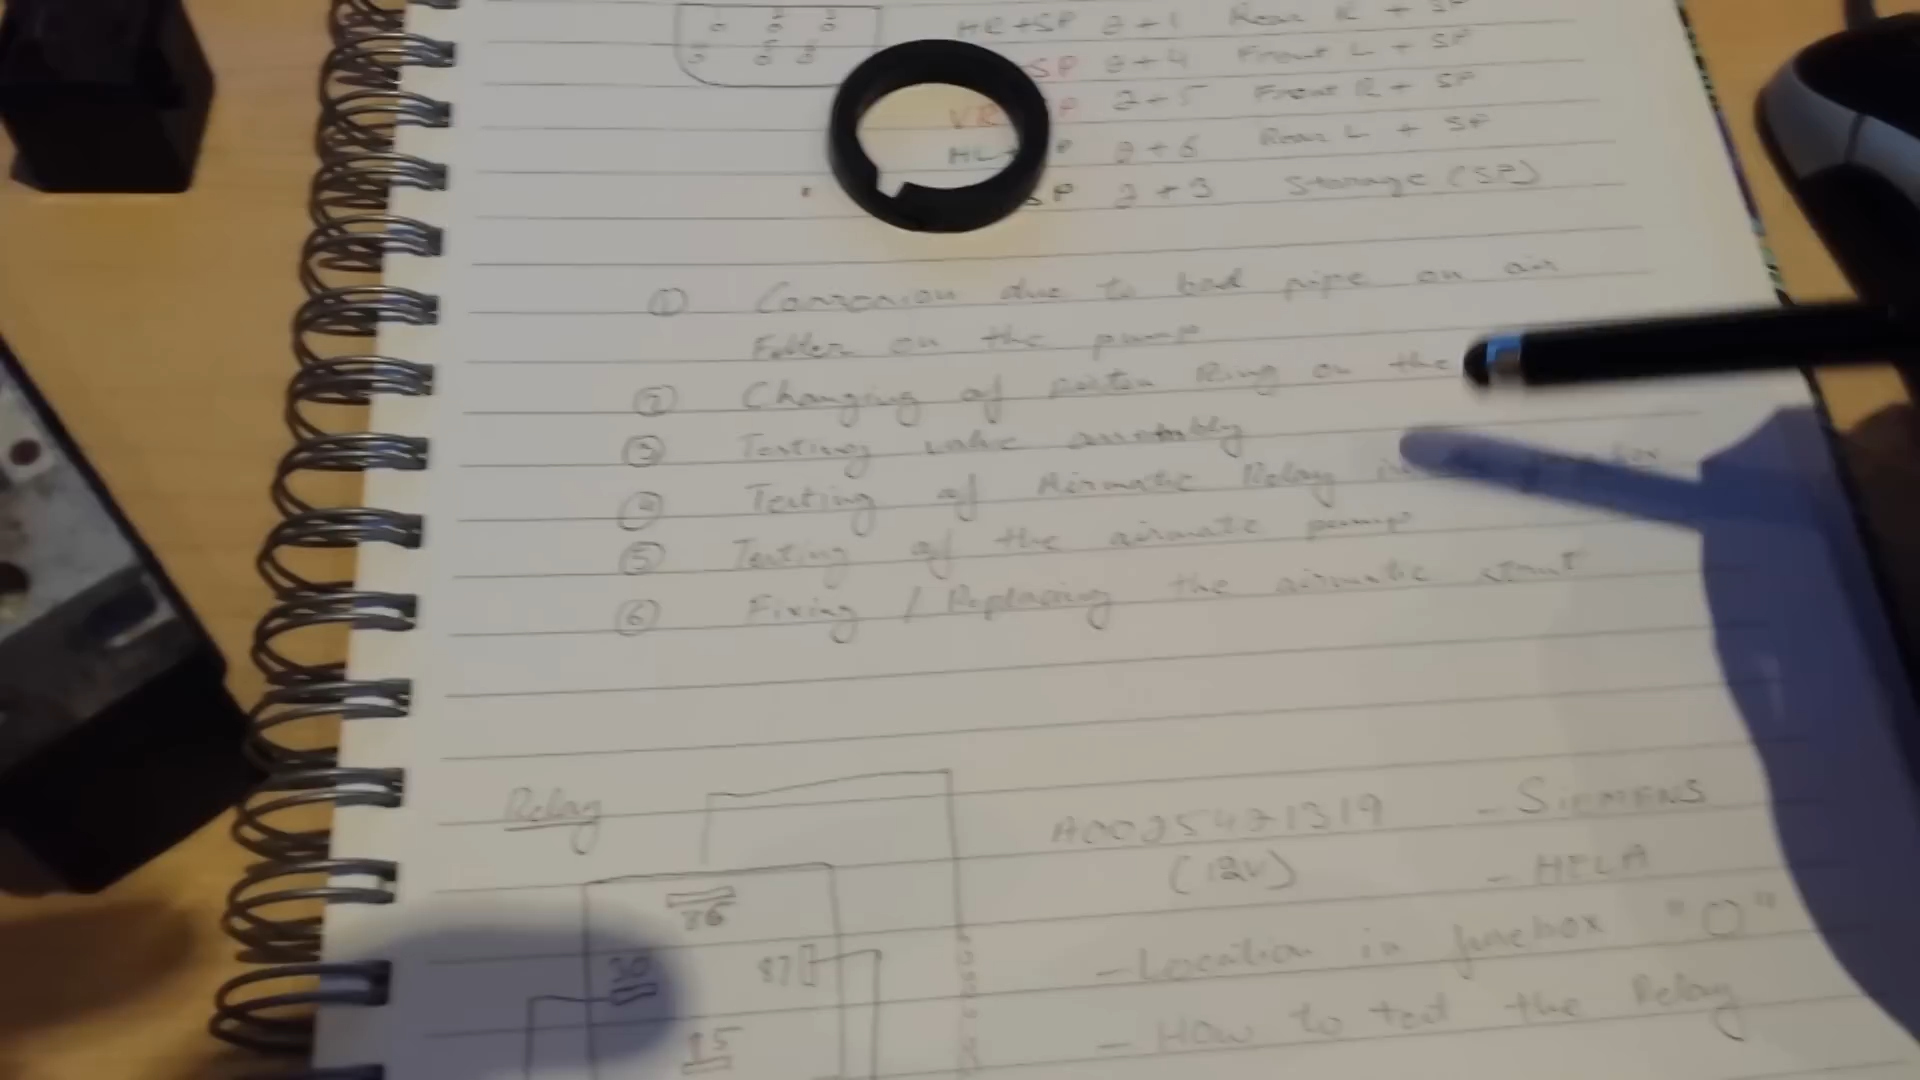 HR+SP 2+1 Rear R + SP
SP 2+4 Front L + SP
VR P 2+5 Front R + SP
HL P 2+6 Rear L + SP
SP 2+3 Storage (SP)
① Corrosion due to bad pipe on air
on the pump
② Changing of piston Ring on the
③ Testing valve assembly
④ Testing of Airmatic Relay
⑤ Testing of the airmatic pump
⑥ Fixing / Replacing the airmatic strut
Relay
A0025421319 - SIEMENS
(12V) - HELA
86
- Location in fusebox "O"
30
87
- How to test the Relay
85